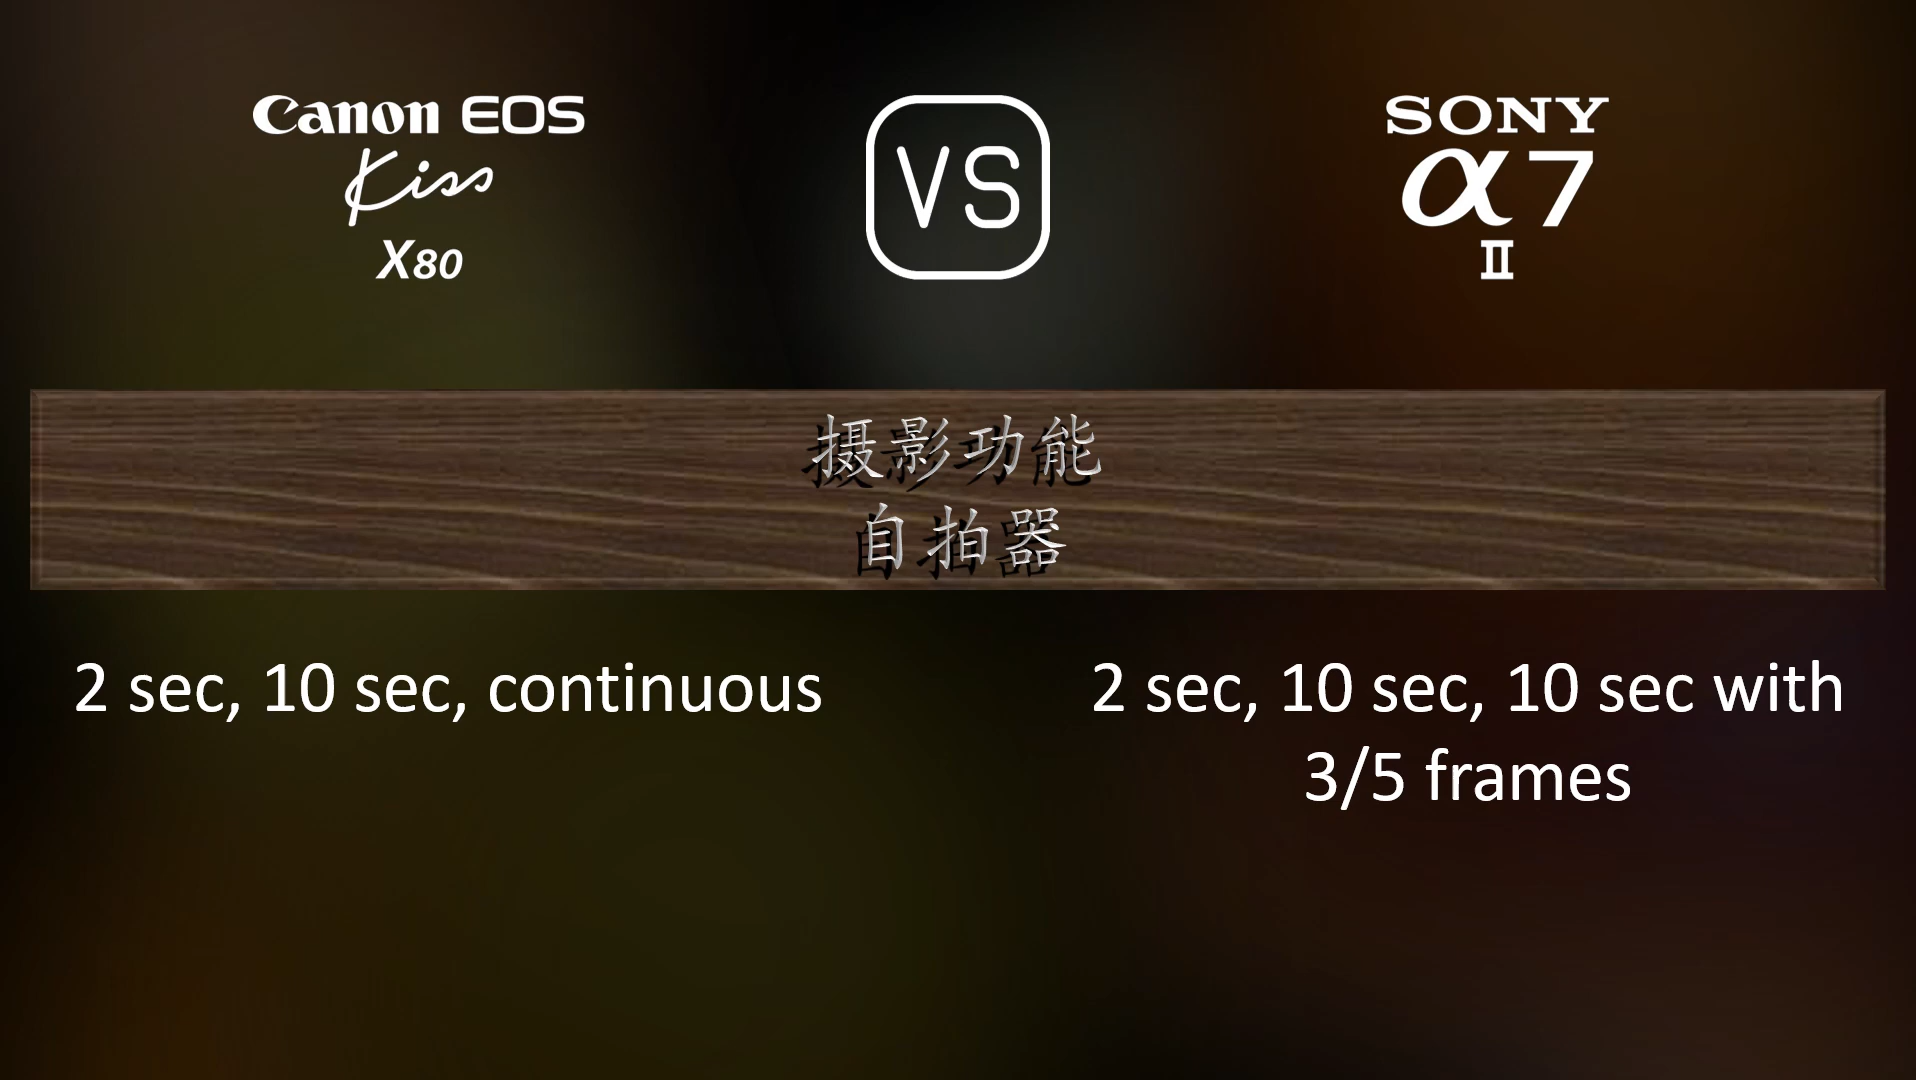 Canon EOS
Kiss
X80
VS
SONY
α7
II
摄影功能
自拍器
2 sec, 10 sec, continuous
2 sec, 10 sec, 10 sec with
3/5 frames